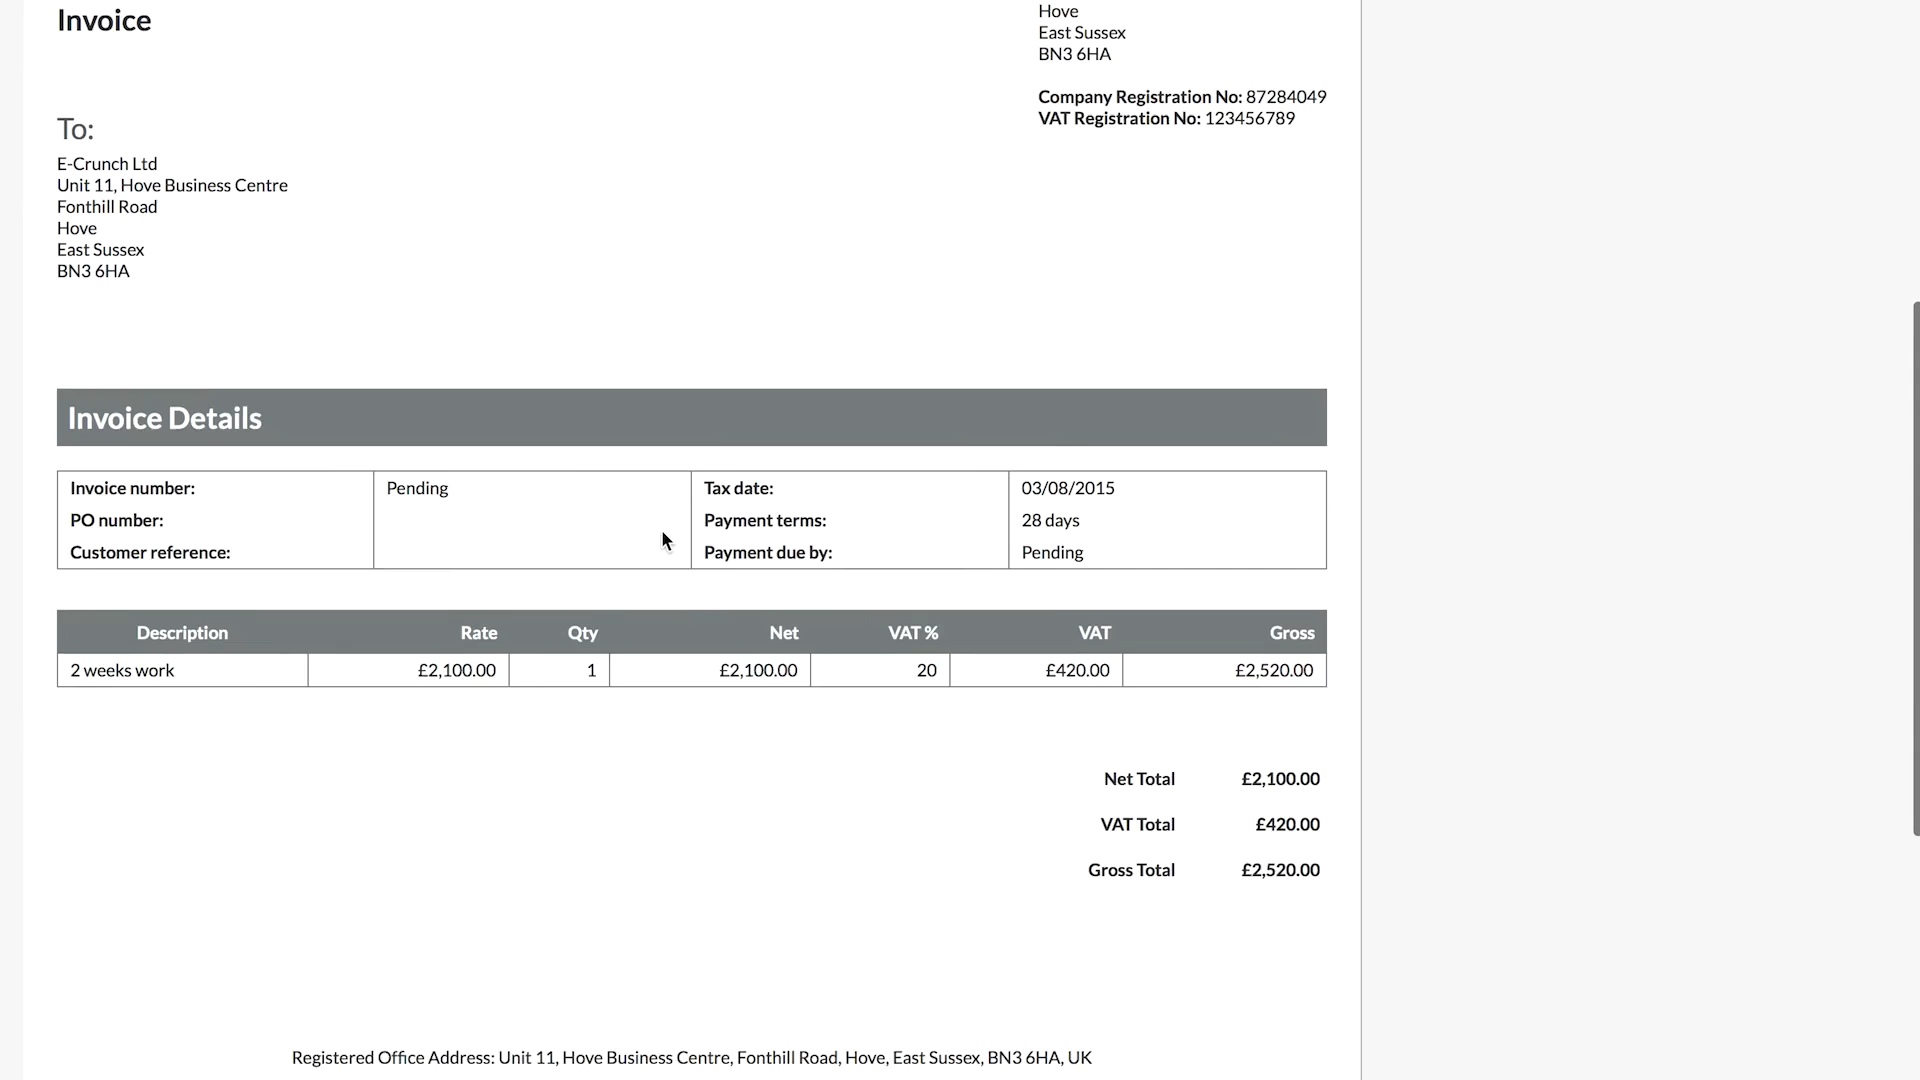 Invoice
Hove
East Sussex
BN3 6HA
Company Registration No: 87284049
VAT Registration No: 123456789
To:
E-Crunch Ltd
Unit 11, Hove Business Centre
Fonthill Road
Hove
East Sussex
BN3 6HA
Invoice Details
Invoice number: Pending Tax date: 03/08/2015
PO number: Payment terms: 28 days
Customer reference: Payment due by: Pending
Description Rate Qty Net VAT % VAT Gross
2 weeks work £2,100.00 1 £2,100.00 20 £420.00 £2,520.00
Net Total £2,100.00
VAT Total £420.00
Gross Total £2,520.00
Registered Office Address: Unit 11, Hove Business Centre, Fonthill Road, Hove, East Sussex, BN3 6HA, UK